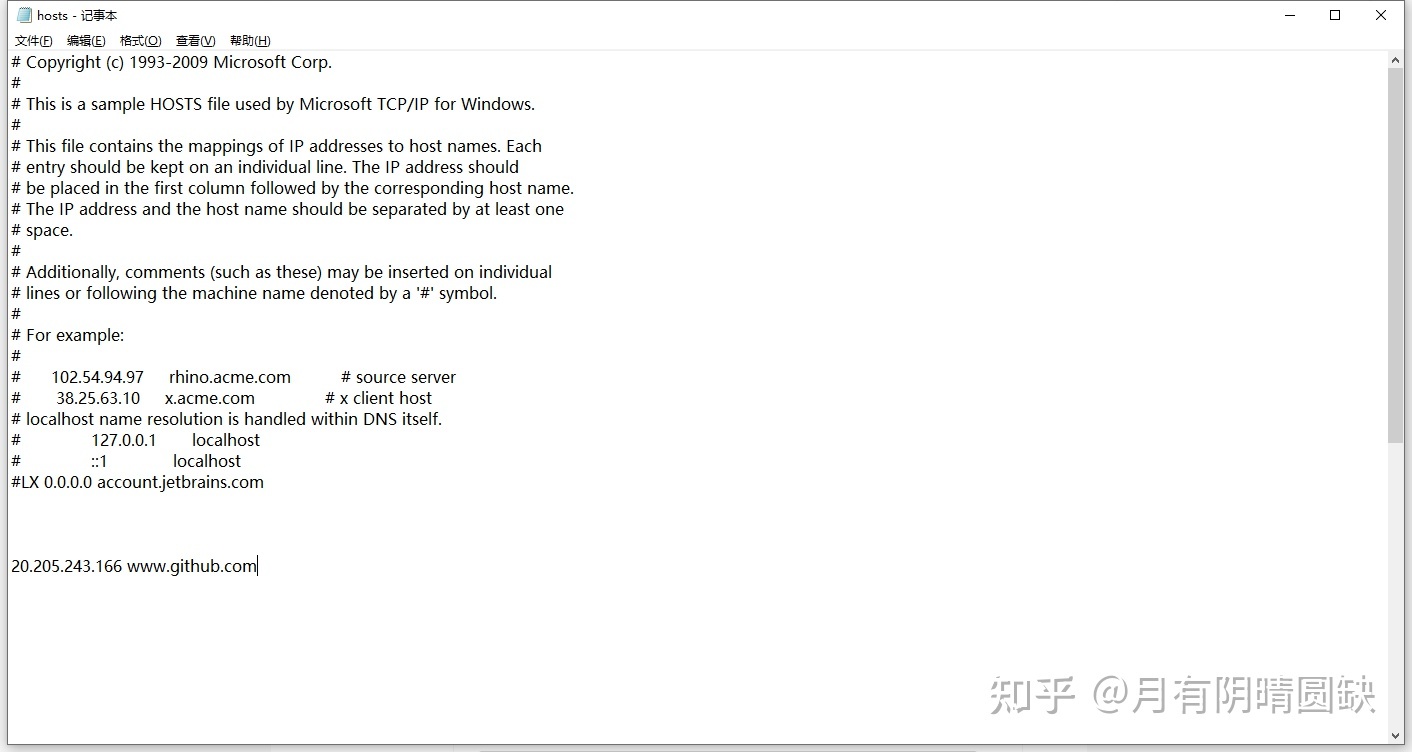 hosts - 记事本
文件(F) 编辑(E) 格式(O) 查看(V) 帮助(H)
# Copyright (c) 1993-2009 Microsoft Corp.
#
# This is a sample HOSTS file used by Microsoft TCP/IP for Windows.
#
# This file contains the mappings of IP addresses to host names. Each
# entry should be kept on an individual line. The IP address should
# be placed in the first column followed by the corresponding host name.
# The IP address and the host name should be separated by at least one
# space.
#
# Additionally, comments (such as these) may be inserted on individual
# lines or following the machine name denoted by a '#' symbol.
#
# For example:
#
# 102.54.94.97 rhino.acme.com # source server
# 38.25.63.10 x.acme.com # x client host
# localhost name resolution is handled within DNS itself.
# 127.0.0.1 localhost
# ::1 localhost
#LX 0.0.0.0 account.jetbrains.com
20.205.243.166 www.github.com
知乎 @月有阴晴圆缺